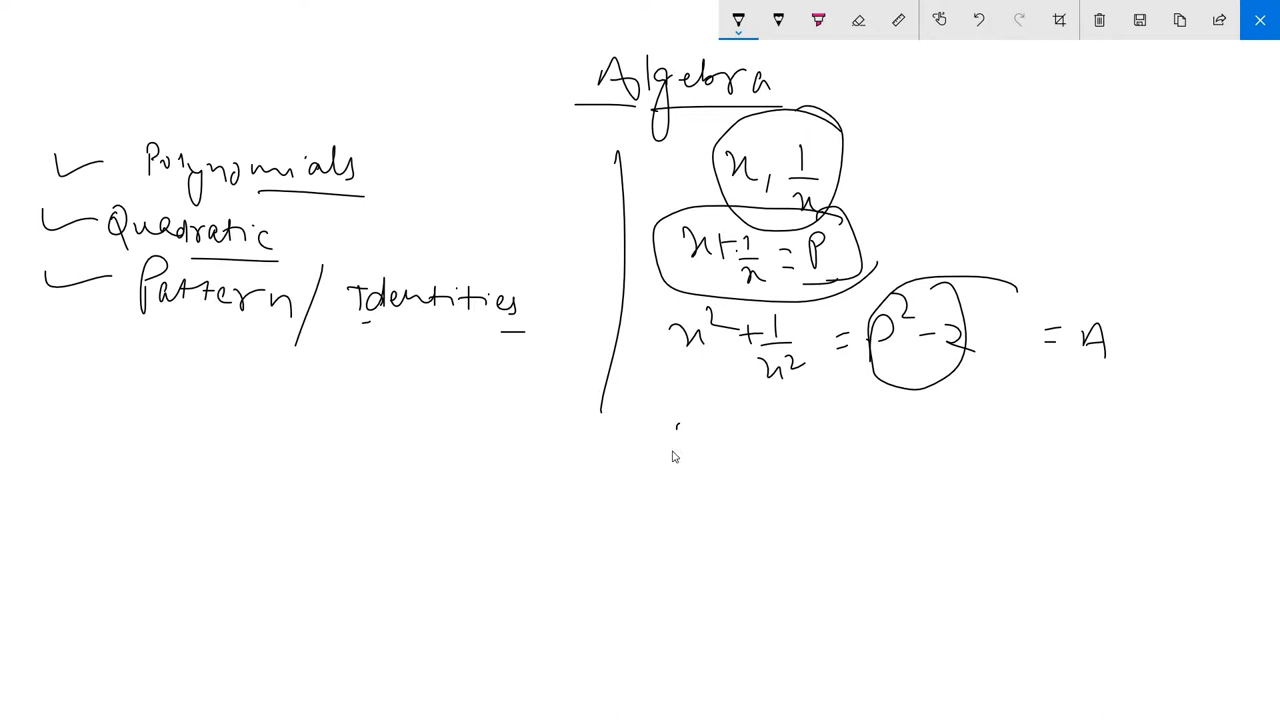 Algebra
Polynomials
Quadratic
Pattern / Identities
x, 1/x
x + 1/x = P
x² + 1/x² = P² - 2 = A